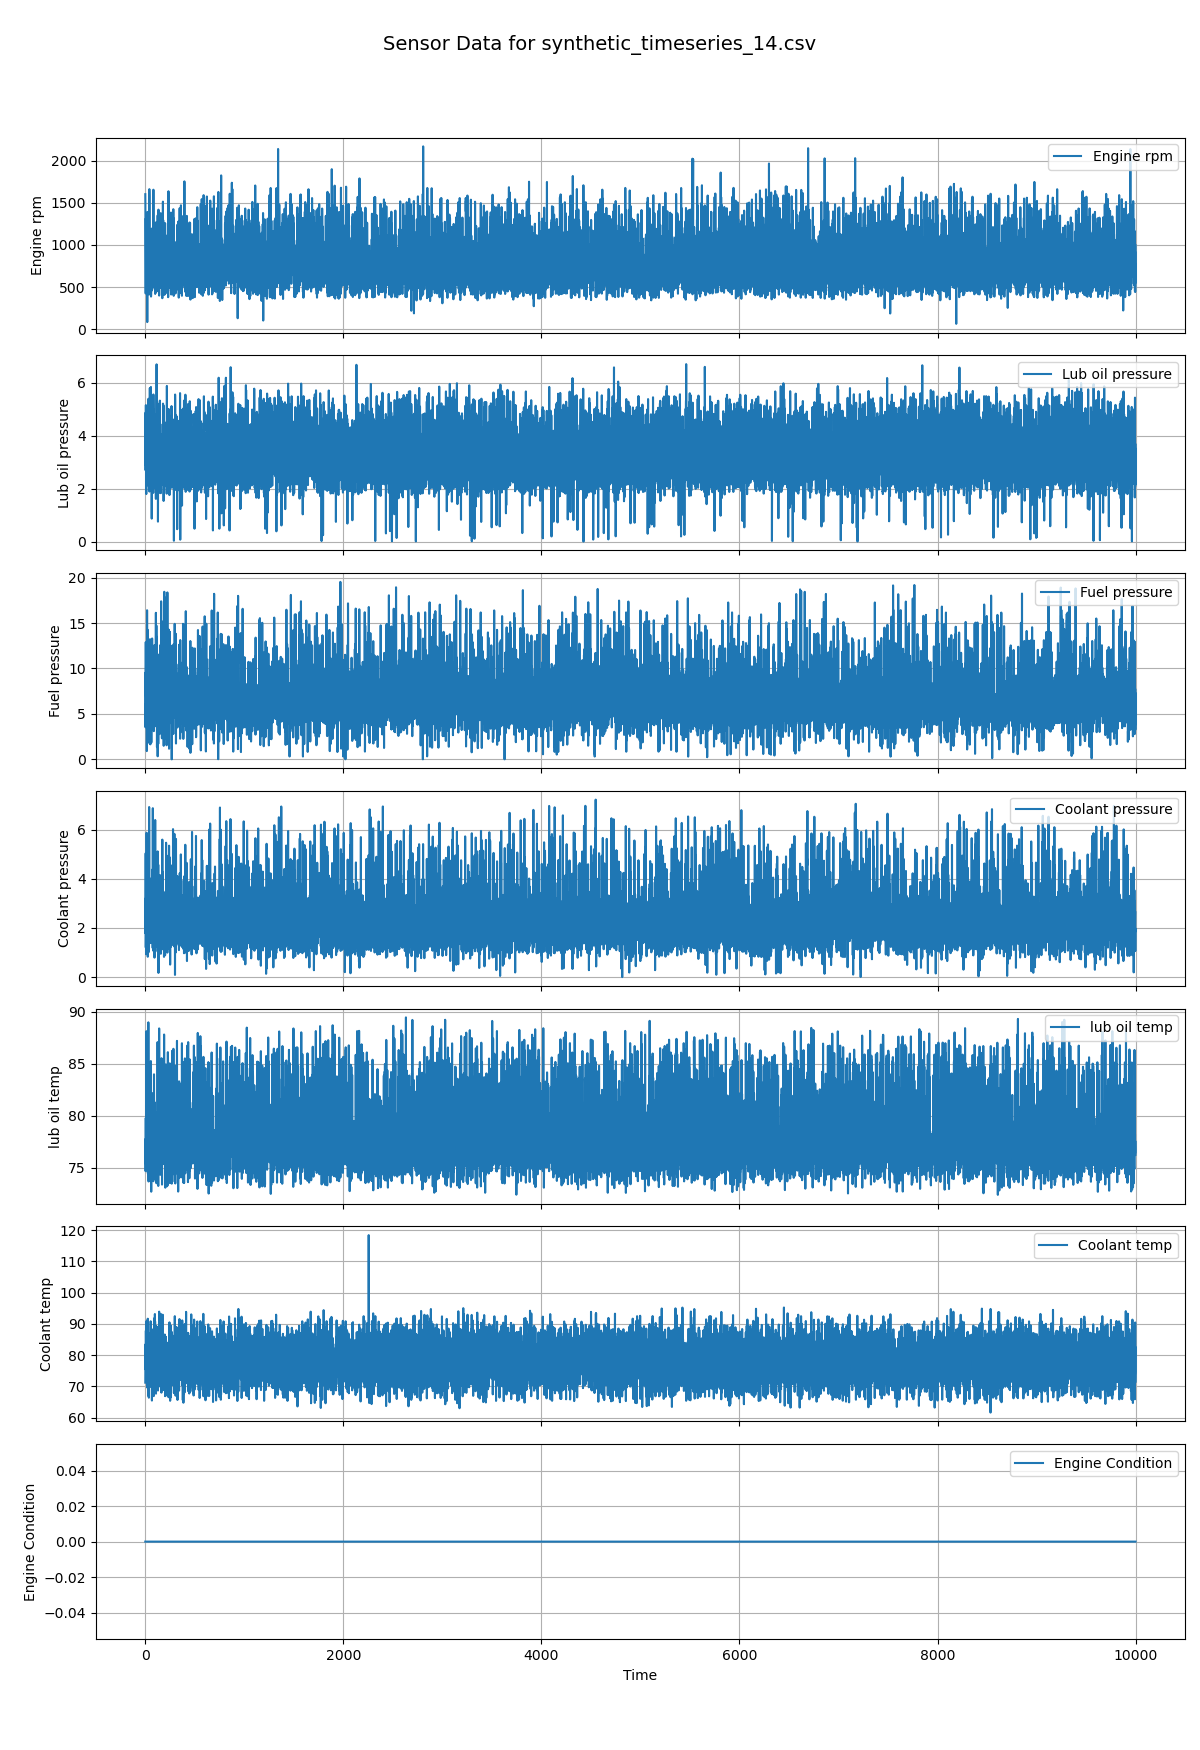 Sensor Data for synthetic_timeseries_14.csv
Engine rpm
2000
1500
1000
500
0
Engine rpm
Lub oil pressure
6
4
2
0
Lub oil pressure
Fuel pressure
20
15
10
5
0
Fuel pressure
Coolant pressure
6
4
2
0
Coolant pressure
lub oil temp
90
85
80
75
lub oil temp
Coolant temp
120
110
100
90
80
70
60
Coolant temp
Engine Condition
0.04
0.02
0.00
−0.02
−0.04
Engine Condition
0 2000 4000 6000 8000 10000
Time